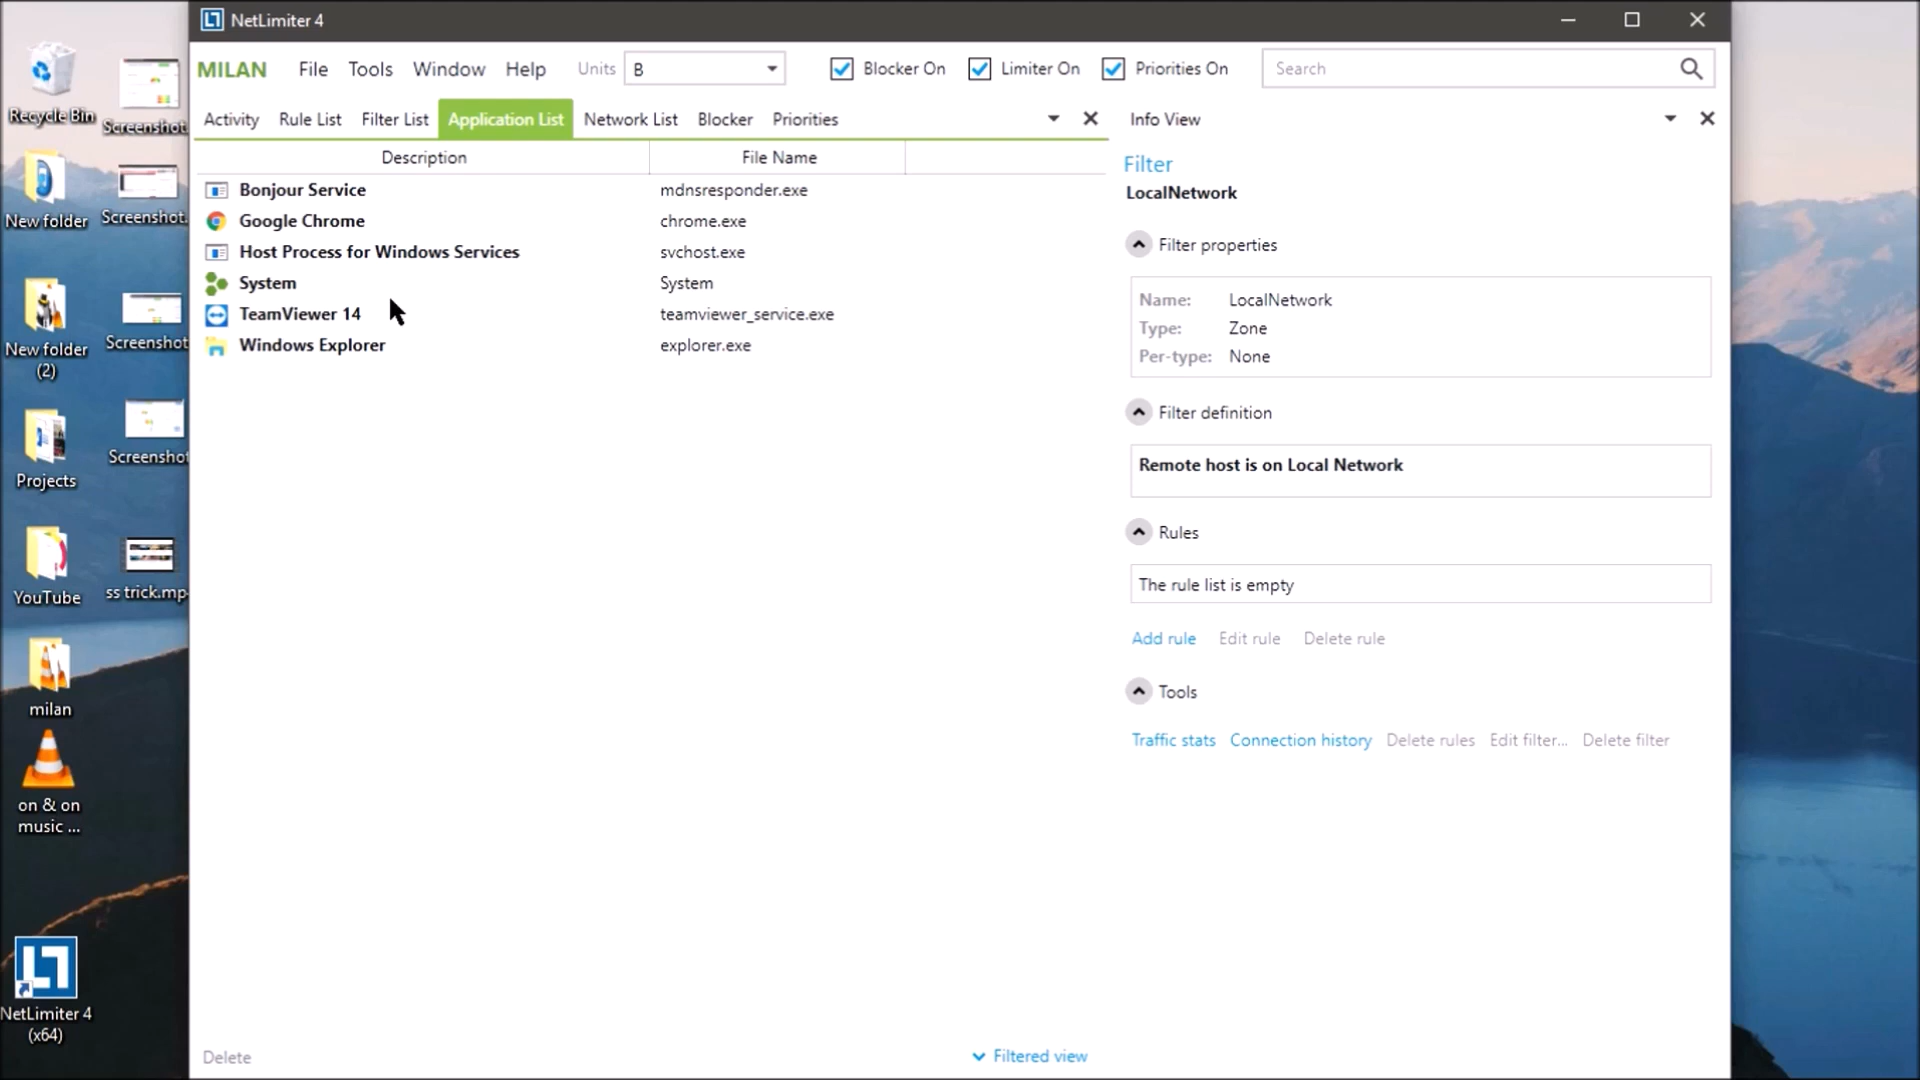 NetLimiter 4
MILAN File Tools Window Help Units B Blocker On Limiter On Priorities On Search
Activity Rule List Filter List Application List Network List Blocker Priorities
Description File Name
Bonjour Service mdnsresponder.exe
Google Chrome chrome.exe
Host Process for Windows Services svchost.exe
System System
TeamViewer 14 teamviewer_service.exe
Windows Explorer explorer.exe
Delete
Filtered view
Info View
Filter
LocalNetwork
Filter properties
Name: LocalNetwork
Type: Zone
Per-type: None
Filter definition
Remote host is on Local Network
Rules
The rule list is empty
Add rule Edit rule Delete rule
Tools
Traffic stats Connection history Delete rules Edit filter... Delete filter
Recycle Bin
Screenshot.
New folder
Screenshot.
New folder
(2)
Screenshot
Projects
Screenshot
YouTube
ss trick.mp
milan
on & on
music ...
NetLimiter 4
(x64)